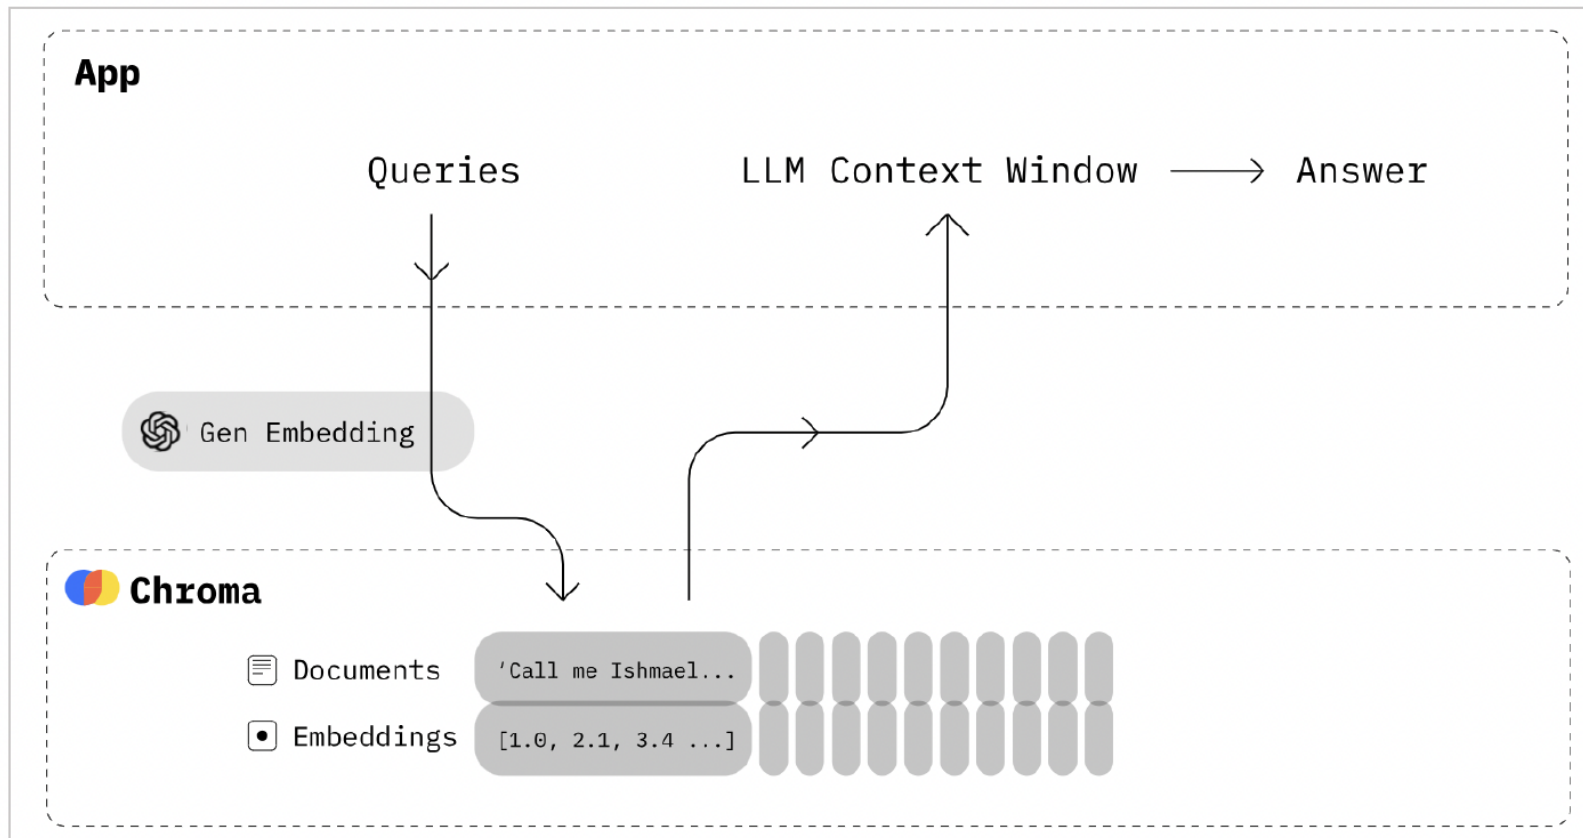 App
Queries
LLM Context Window
Answer
Gen Embedding
Chroma
Documents
‘Call me Ishmael...
Embeddings
[1.0, 2.1, 3.4 ...]